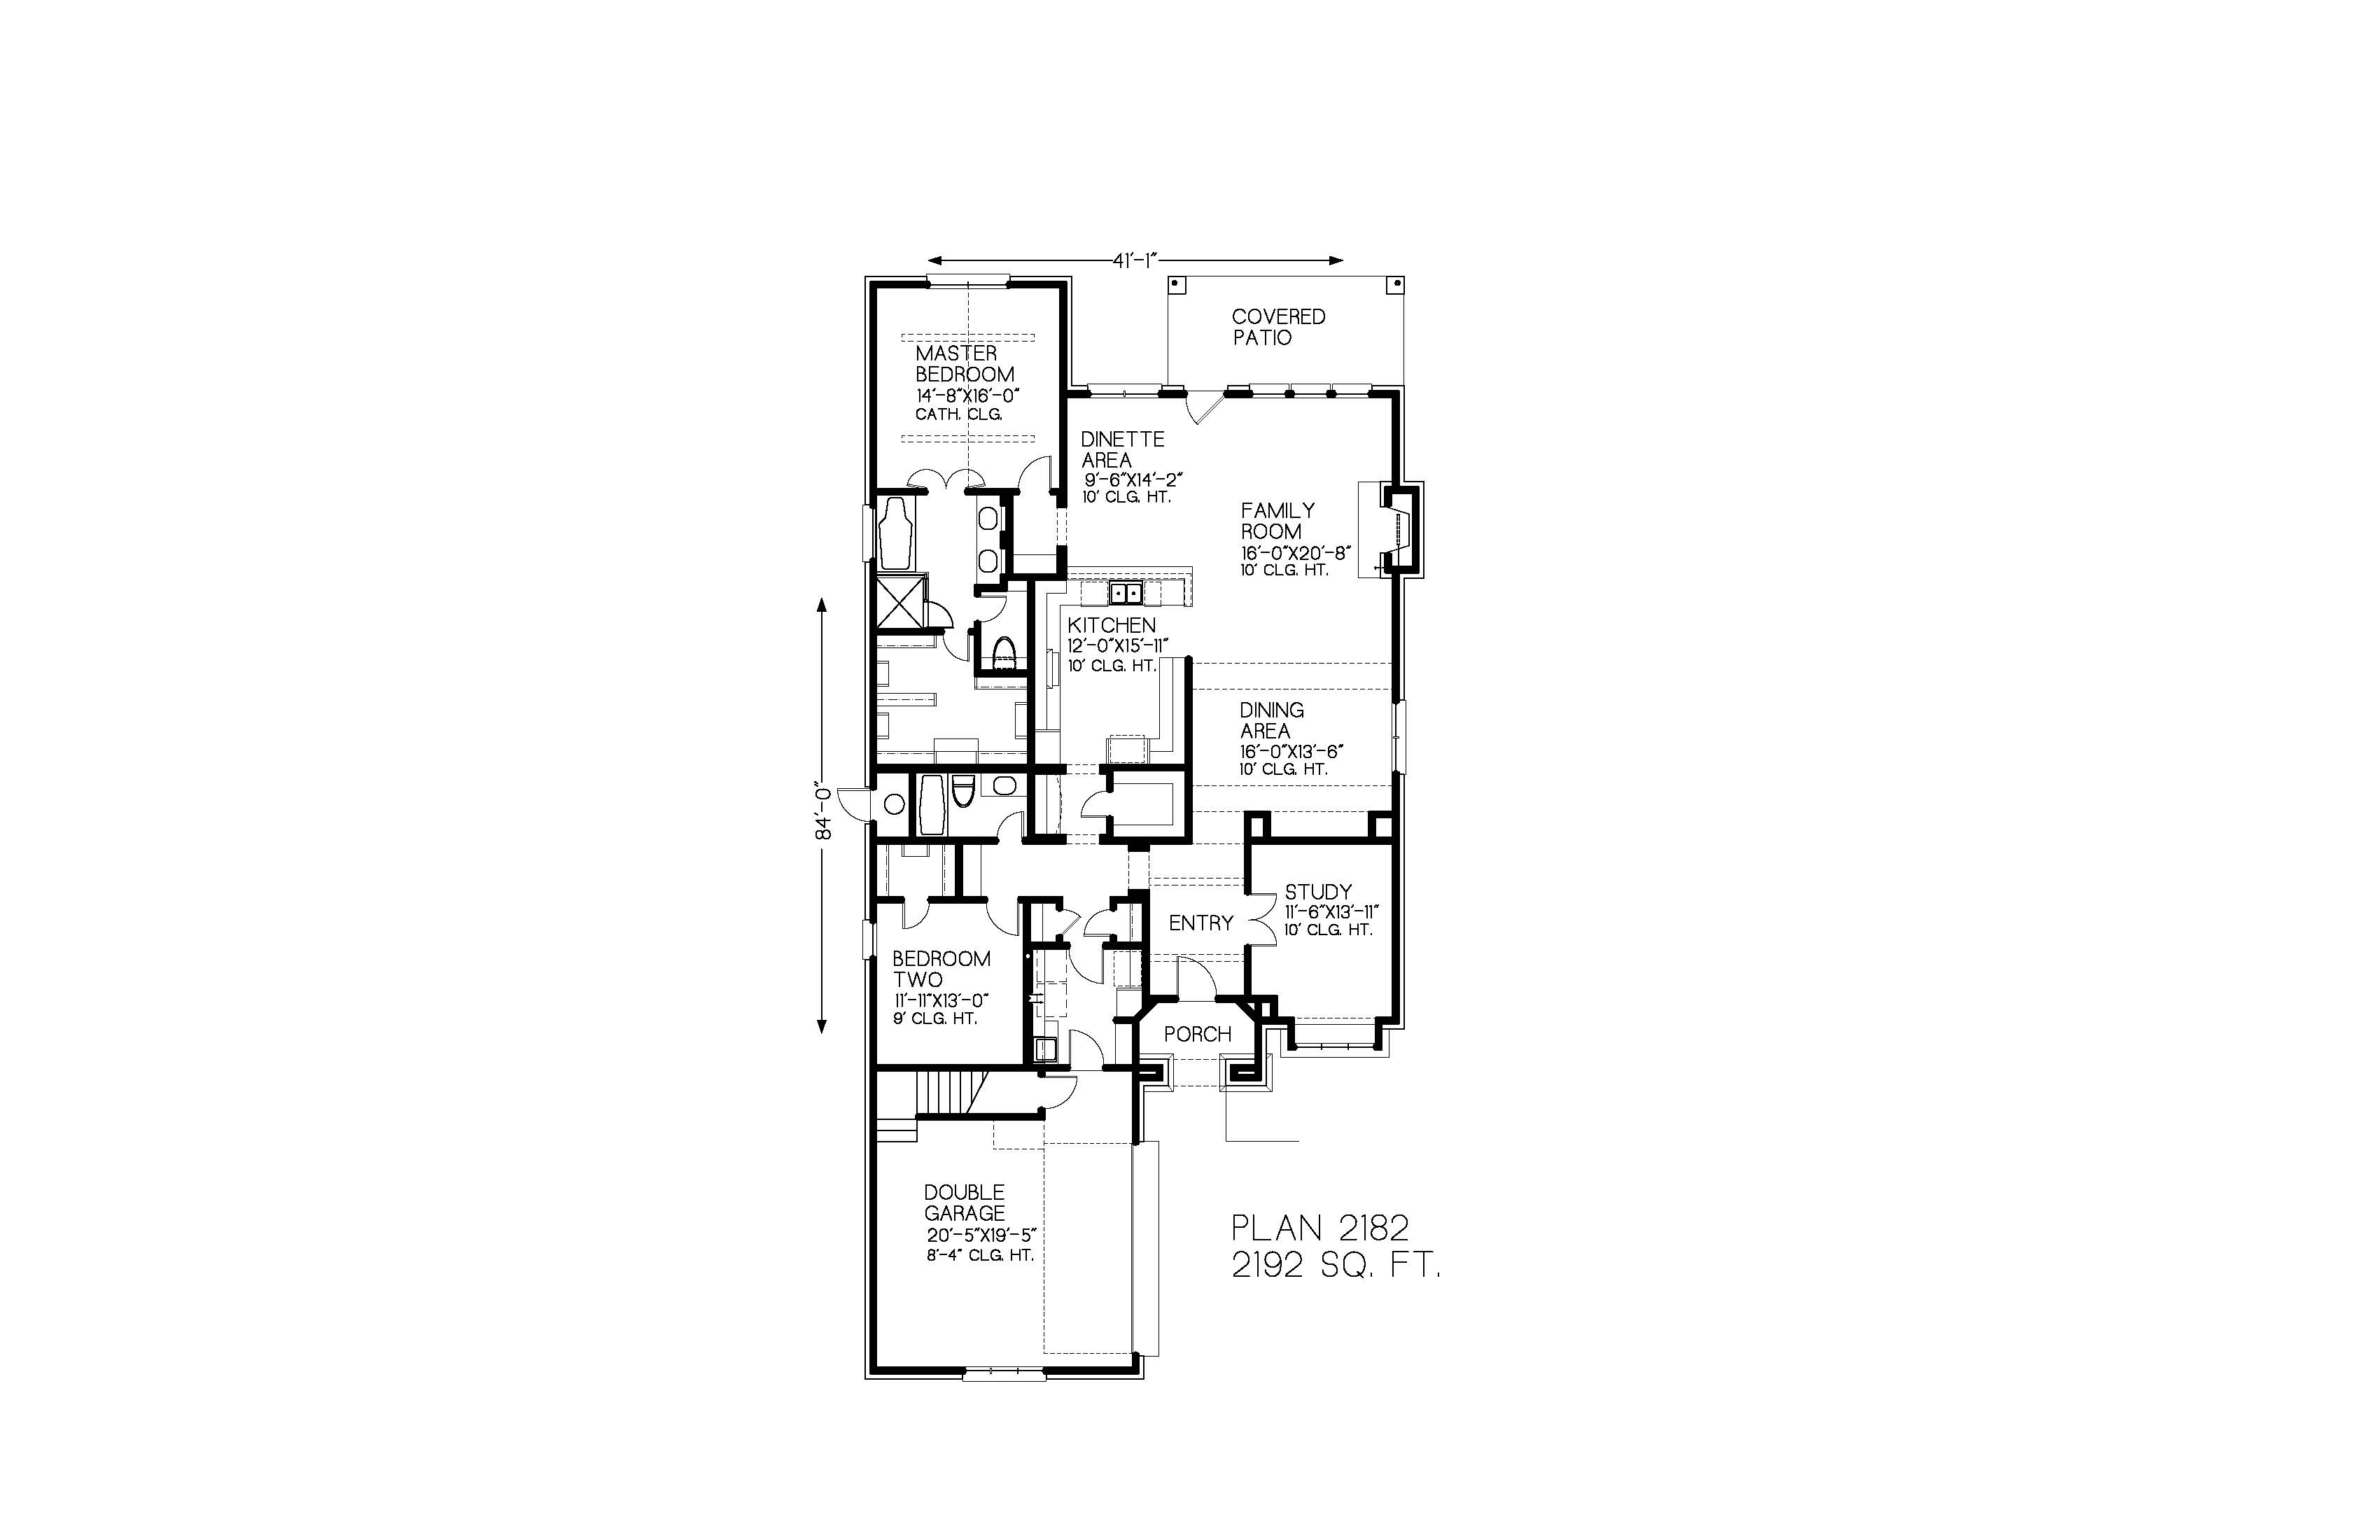 41'-1"
COVERED
PATIO
MASTER
BEDROOM
14'-8"X16'-0"
CATH. CLG.
DINETTE
AREA
9'-6"X14'-2"
10' CLG. HT.
FAMILY
ROOM
16'-0"X20'-8"
10' CLG. HT.
KITCHEN
12'-0"X15'-11"
10' CLG. HT.
DINING
AREA
16'-0"X13'-6"
10' CLG. HT.
84'-0"
STUDY
11'-6"X13'-11"
10' CLG. HT.
ENTRY
BEDROOM
TWO
11'-11"X13'-0"
9' CLG. HT.
PORCH
DOUBLE
GARAGE
20'-5"X19'-5"
8'-4" CLG. HT.
PLAN 2182
2192 SQ. FT.